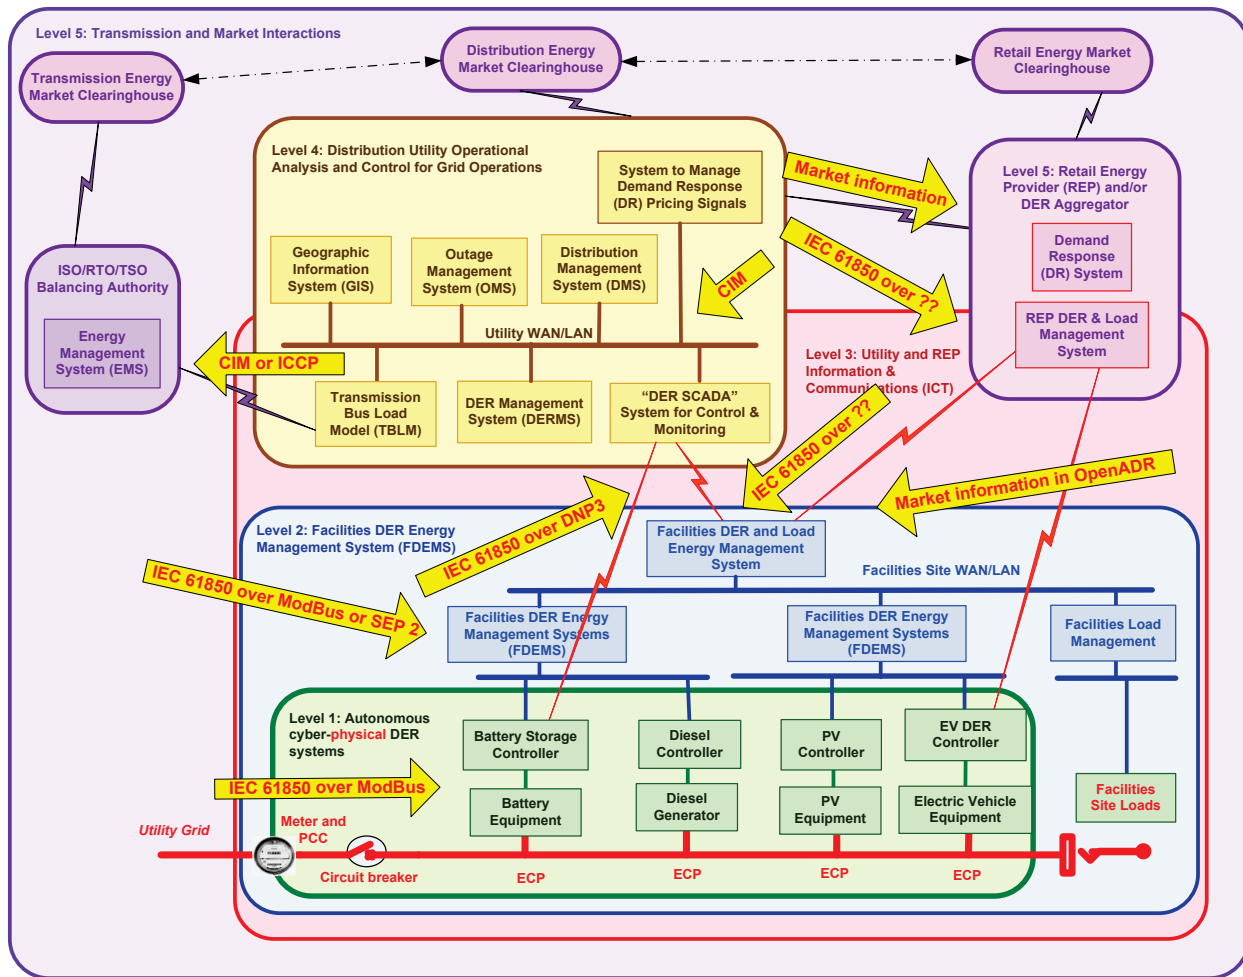 Level 5: Transmission and Market Interactions
Transmission Energy
Market Clearinghouse
Distribution Energy
Market Clearinghouse
Retail Energy Market
Clearinghouse
Level 4: Distribution Utility Operational
Analysis and Control for Grid Operations
System to Manage
Demand Response
(DR) Pricing Signals
Market information
Level 5: Retail Energy
Provider (REP) and/or
DER Aggregator
Demand
Response
(DR) System
REP DER & Load
Management
System
ISO/RTO/TSO
Balancing Authority
Energy
Management
System (EMS)
Geographic
Information
System (GIS)
Outage
Management
System (OMS)
Distribution
Management
System (DMS)
CIM
IEC 61850 over ??
Utility WAN/LAN
CIM or ICCP
Transmission
Bus Load
Model (TBLM)
DER Management
System (DERMS)
“DER SCADA”
System for Control &
Monitoring
Level 3: Utility and REP
Information &
Communications (ICT)
IEC 61850 over ??
Market information in OpenADR
IEC 61850 over DNP3
IEC 61850 over ModBus or SEP 2
Level 2: Facilities DER Energy
Management System (FDEMS)
Facilities DER and Load
Energy Management
System
Facilities Site WAN/LAN
Facilities DER Energy
Management Systems
(FDEMS)
Facilities DER Energy
Management Systems
(FDEMS)
Facilities Load
Management
Level 1: Autonomous
cyber-physical DER
systems
Battery Storage
Controller
Diesel
Controller
PV
Controller
EV DER
Controller
IEC 61850 over ModBus
Battery
Equipment
Diesel
Generator
PV
Equipment
Electric Vehicle
Equipment
Facilities
Site Loads
Utility Grid
Meter and
PCC
Circuit breaker
ECP
ECP
ECP
ECP